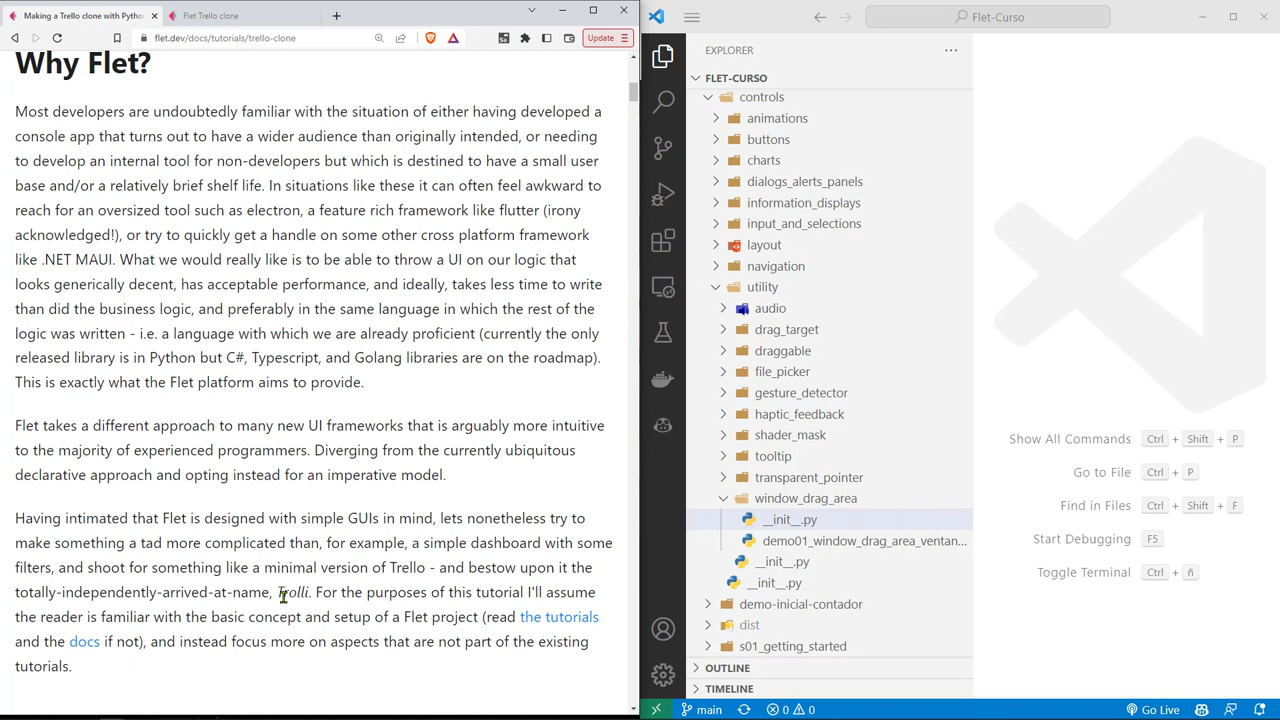 Making a Trello clone with Pytho
Flet Trello clone
flet.dev/docs/tutorials/trello-clone
Update
Why Flet?
Most developers are undoubtedly familiar with the situation of either having developed a
console app that turns out to have a wider audience than originally intended, or needing
to develop an internal tool for non-developers but which is destined to have a small user
base and/or a relatively brief shelf life. In situations like these it can often feel awkward to
reach for an oversized tool such as electron, a feature rich framework like flutter (irony
acknowledged!), or try to quickly get a handle on some other cross platform framework
like .NET MAUI. What we would really like is to be able to throw a UI on our logic that
looks generically decent, has acceptable performance, and ideally, takes less time to write
than did the business logic, and preferably in the same language in which the rest of the
logic was written - i.e. a language with which we are already proficient (currently the only
released library is in Python but C#, Typescript, and Golang libraries are on the roadmap).
This is exactly what the Flet platform aims to provide.
Flet takes a different approach to many new UI frameworks that is arguably more intuitive
to the majority of experienced programmers. Diverging from the currently ubiquitous
declarative approach and opting instead for an imperative model.
Having intimated that Flet is designed with simple GUIs in mind, lets nonetheless try to
make something a tad more complicated than, for example, a simple dashboard with some
filters, and shoot for something like a minimal version of Trello - and bestow upon it the
totally-independently-arrived-at-name, Trolli. For the purposes of this tutorial I'll assume
the reader is familiar with the basic concept and setup of a Flet project (read the tutorials
and the docs if not), and instead focus more on aspects that are not part of the existing
tutorials.
Flet-Curso
EXPLORER
FLET-CURSO
controls
animations
buttons
charts
dialogs_alerts_panels
information_displays
input_and_selections
layout
navigation
utility
audio
drag_target
draggable
file_picker
gesture_detector
haptic_feedback
shader_mask
tooltip
transparent_pointer
window_drag_area
__init__.py
demo01_window_drag_area_ventan...
__init__.py
__init__.py
demo-inicial-contador
dist
s01_getting_started
OUTLINE
TIMELINE
Show All Commands Ctrl + Shift + P
Go to File Ctrl + P
Find in Files Ctrl + Shift + F
Start Debugging F5
Toggle Terminal Ctrl + ñ
main 0 0 Go Live